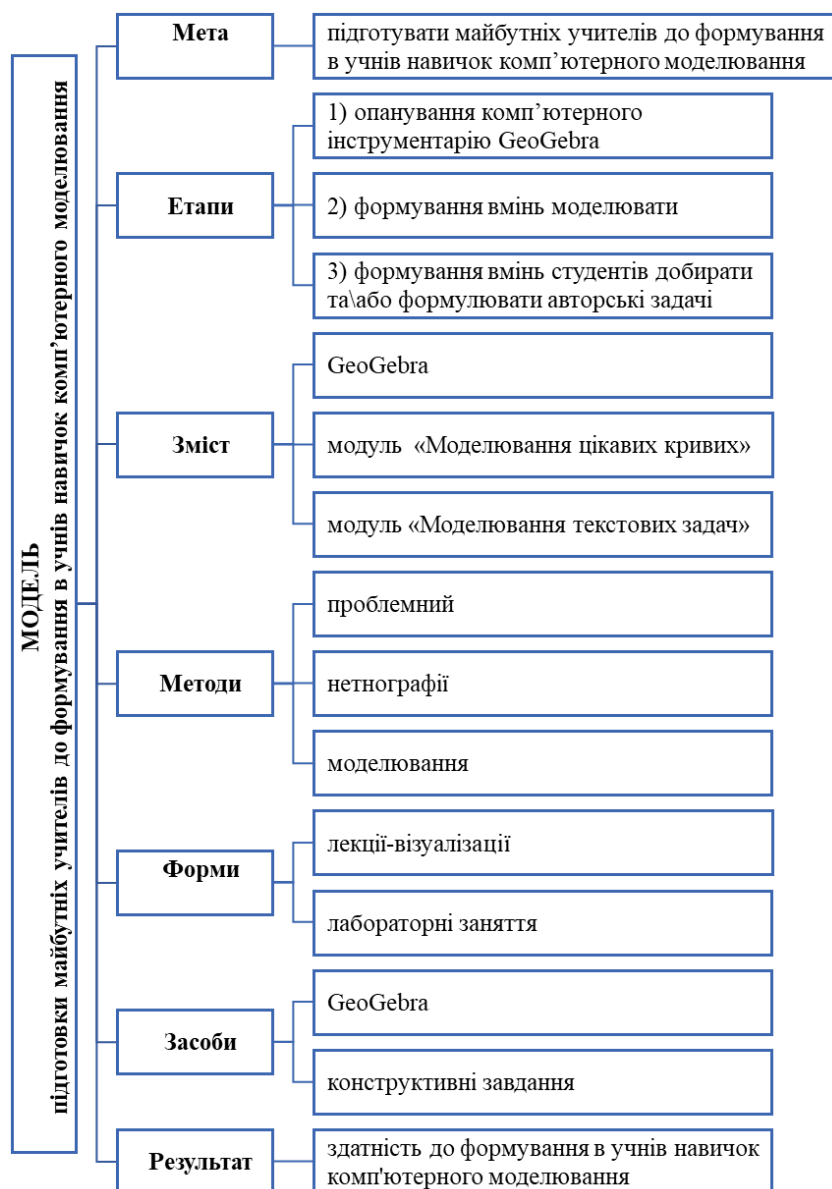 МОДЕЛЬ
підготовки майбутніх учителів до формування в учнів навичок комп’ютерного моделювання
Мета
підготувати майбутніх учителів до формування
в учнів навичок комп’ютерного моделювання
Етапи
1) опанування комп’ютерного
інструментарію GeoGebra
2) формування вмінь моделювати
3) формування вмінь студентів добирати
та\або формулювати авторські задачі
Зміст
GeoGebra
модуль «Моделювання цікавих кривих»
модуль «Моделювання текстових задач»
Методи
проблемний
нетнографії
моделювання
Форми
лекції-візуалізації
лабораторні заняття
Засоби
GeoGebra
конструктивні завдання
Результат
здатність до формування в учнів навичок
комп'ютерного моделювання